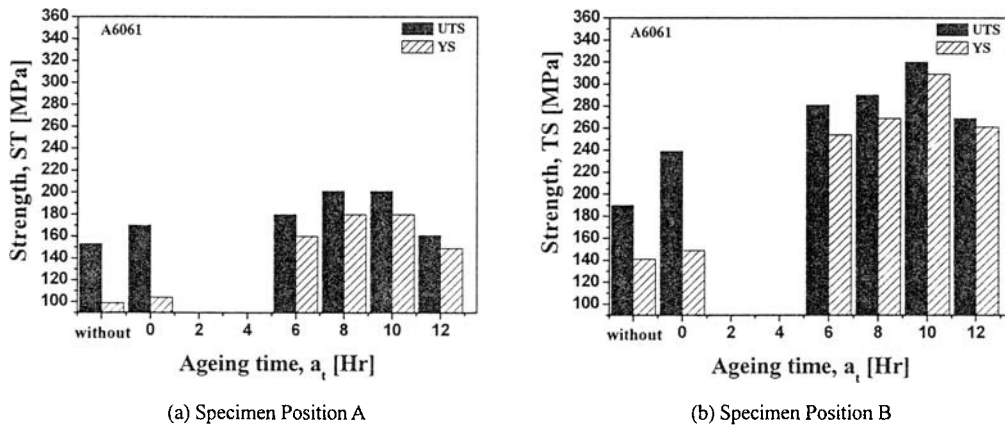 360
340
320
300
280
260
240
220
200
180
160
140
120
100
Strength, ST [MPa]
A6061
UTS
YS
without 0 2 4 6 8 10 12
Ageing time, a_t [Hr]
(a) Specimen Position A
360
340
320
300
280
260
240
220
200
180
160
140
120
100
Strength, TS [MPa]
A6061
UTS
YS
without 0 2 4 6 8 10 12
Ageing time, a_t [Hr]
(b) Specimen Position B